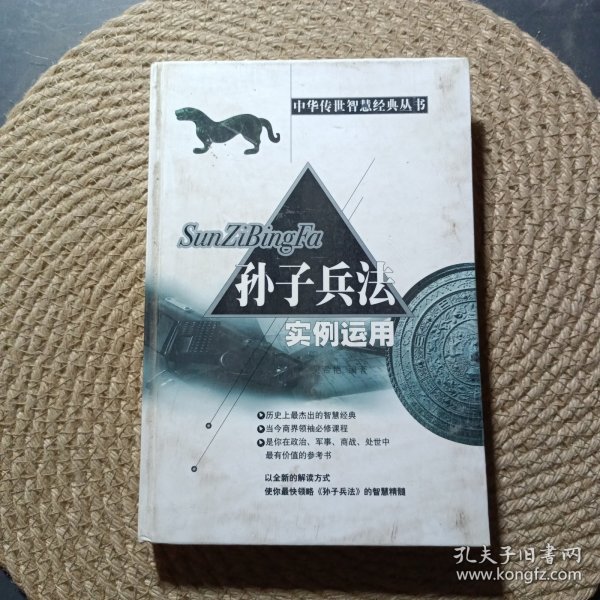 中华传世智慧经典丛书
SunZiBingFa
孙子兵法
实例运用
编著
历史上最杰出的智慧经典
当今商界领袖必修课程
是你在政治、军事、商战、处世中
最有价值的参考书
以全新的解读方式
使你最快领略《孙子兵法》的智慧精髓
孔夫子旧书网
www.kongfz.com